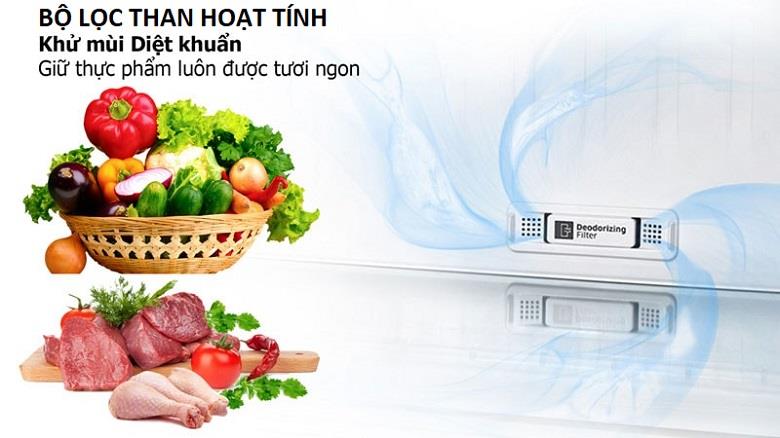 BỘ LỌC THAN HOẠT TÍNH
Khử mùi Diệt khuẩn
Giữ thực phẩm luôn được tươi ngon
Deodorizing
Filter